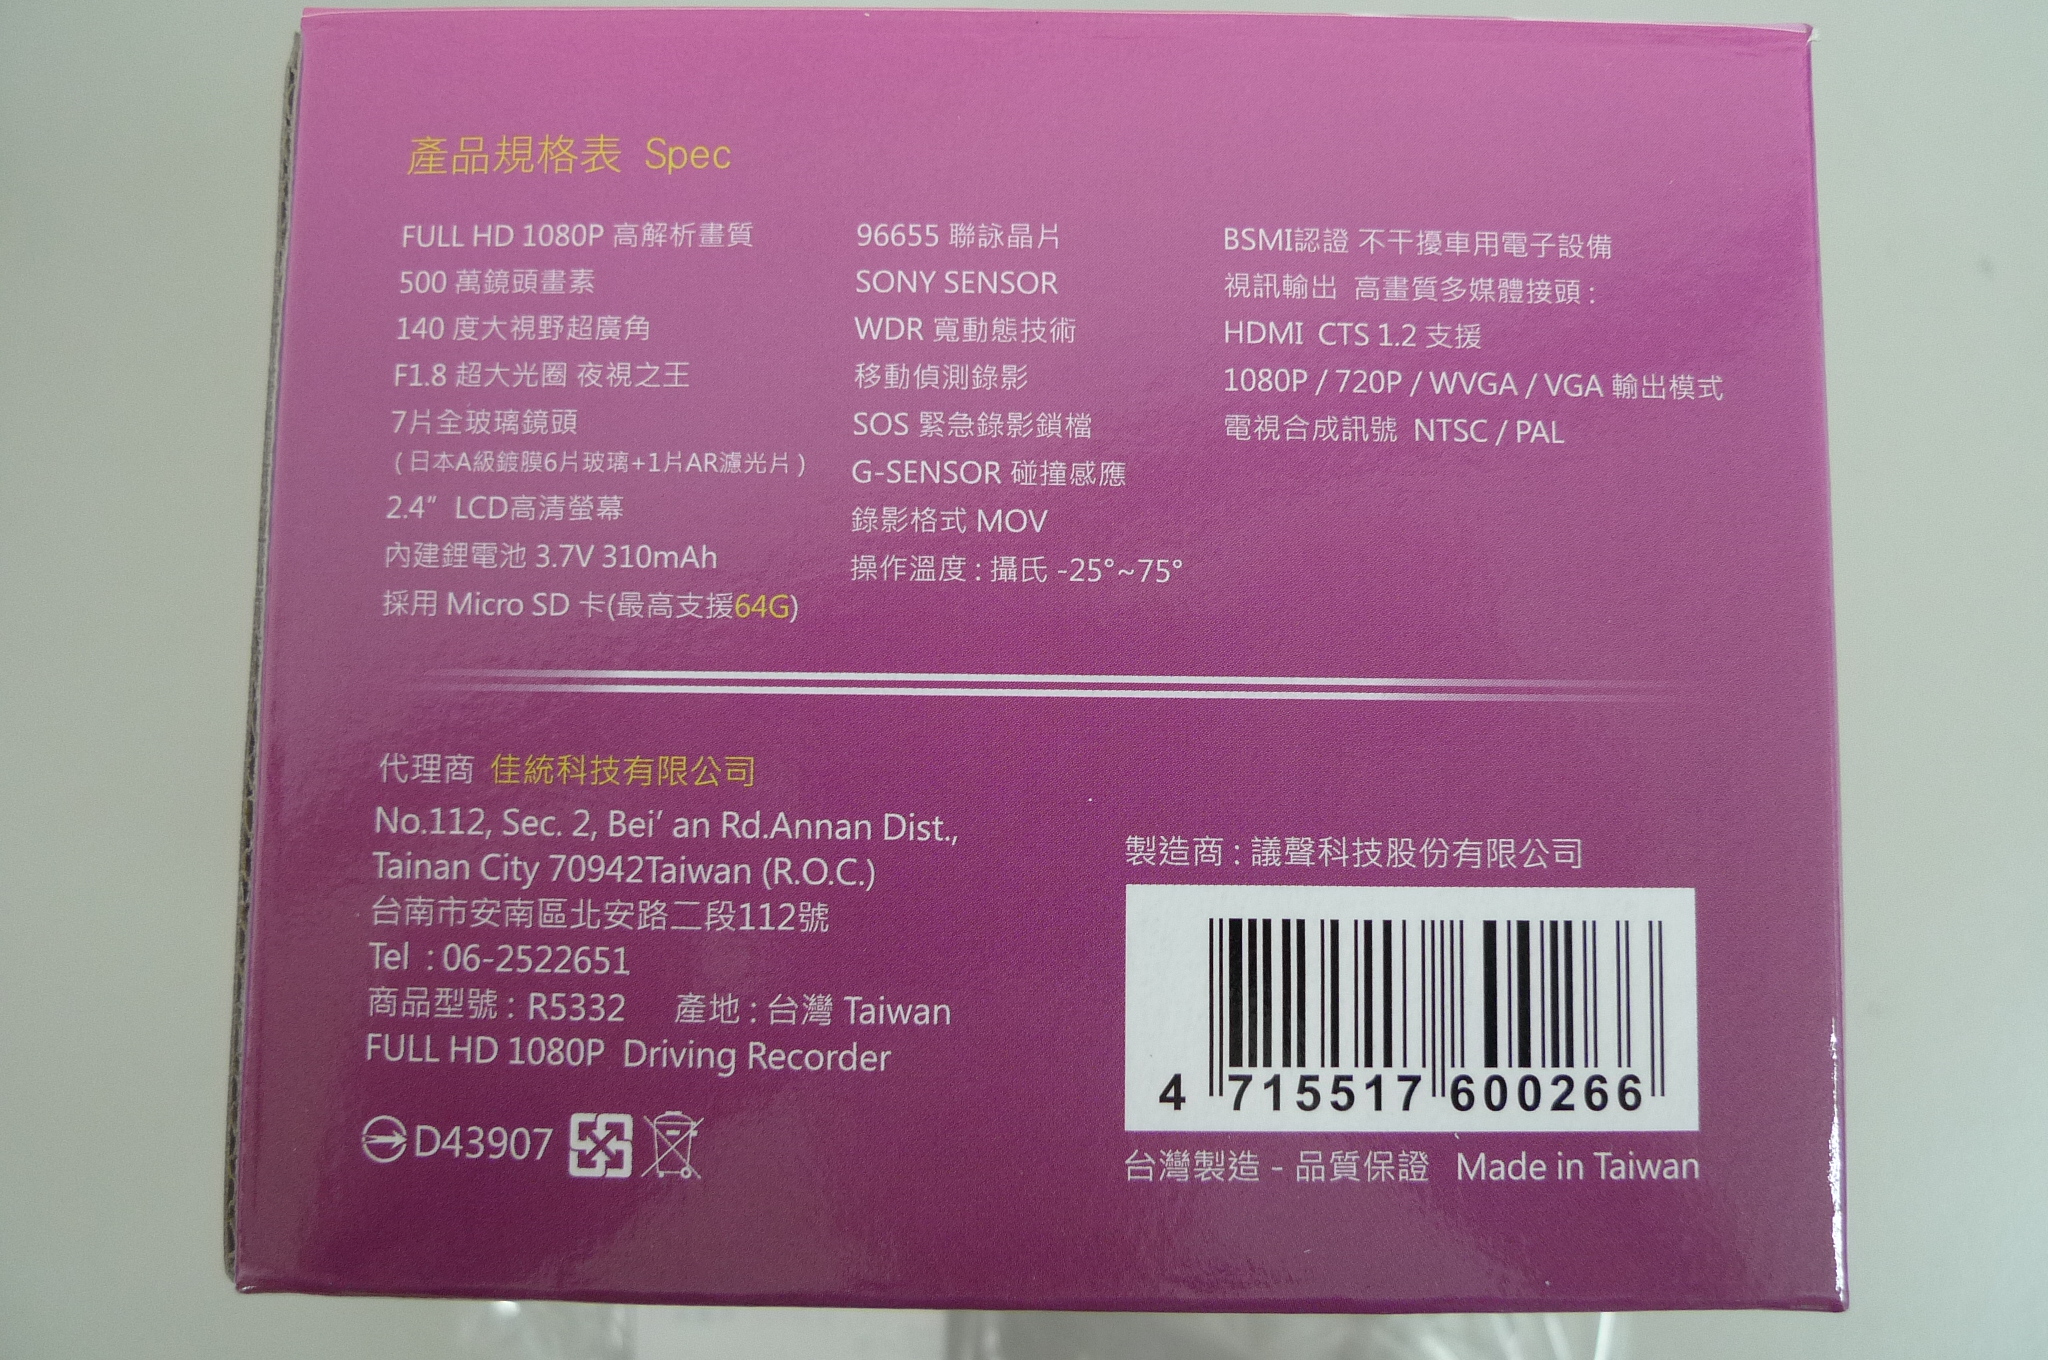 產品規格表 Spec
FULL HD 1080P 高解析畫質
500 萬鏡頭畫素
140 度大視野超廣角
F1.8 超大光圈 夜視之王
7片全玻璃鏡頭
(日本A級鍍膜6片玻璃+1片AR濾光片)
2.4” LCD高清螢幕
內建鋰電池 3.7V 310mAh
採用 Micro SD 卡(最高支援64G)
96655 聯詠晶片
SONY SENSOR
WDR 寬動態技術
移動偵測錄影
SOS 緊急錄影鎖檔
G-SENSOR 碰撞感應
錄影格式 MOV
操作溫度 : 攝氏 -25°~75°
BSMI認證 不干擾車用電子設備
視訊輸出 高畫質多媒體接頭 :
HDMI CTS 1.2 支援
1080P / 720P / WVGA / VGA 輸出模式
電視合成訊號 NTSC / PAL
代理商 佳統科技有限公司
No.112, Sec. 2, Bei’ an Rd.Annan Dist.,
Tainan City 70942Taiwan (R.O.C.)
台南市安南區北安路二段112號
Tel : 06-2522651
商品型號 : R5332 產地 : 台灣 Taiwan
FULL HD 1080P Driving Recorder
D43907
製造商 : 議聲科技股份有限公司
4 715517 600266
台灣製造 - 品質保證 Made in Taiwan